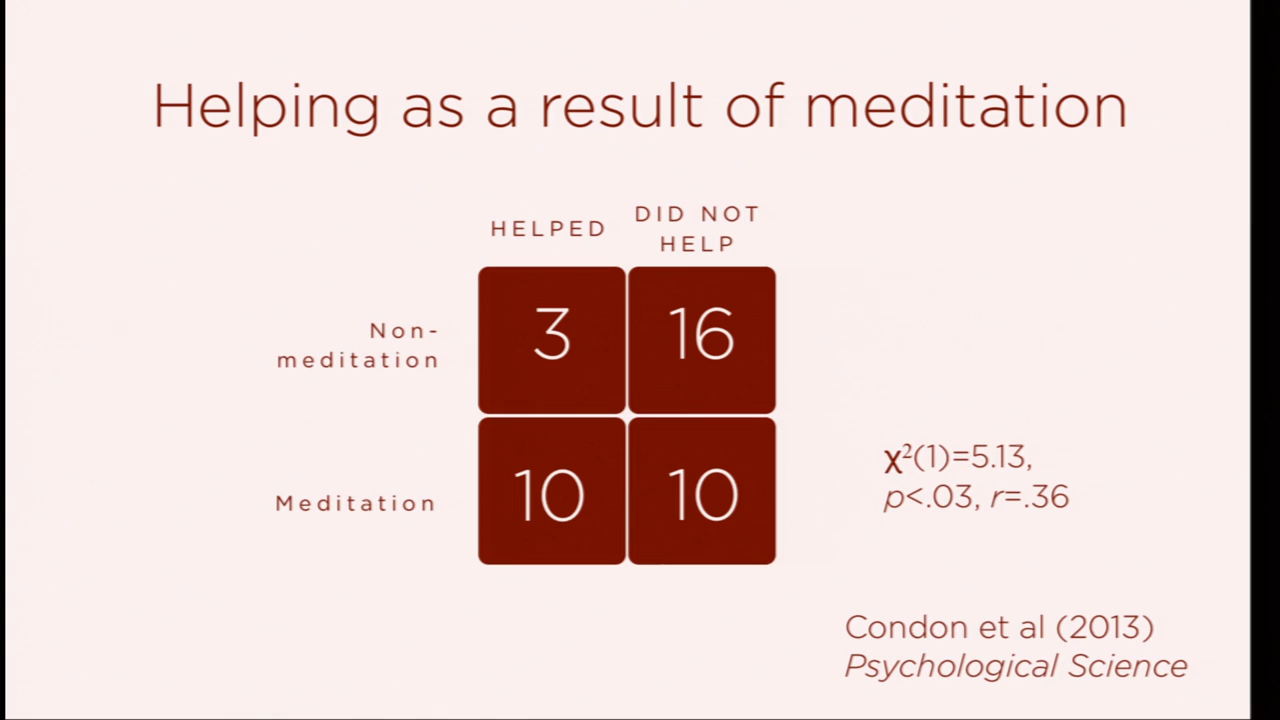 Helping as a result of meditation
HELPED
DID NOT
HELP
Non-
meditation
3
16
Meditation
10
10
χ²(1)=5.13,
p<.03, r=.36
Condon et al (2013)
Psychological Science